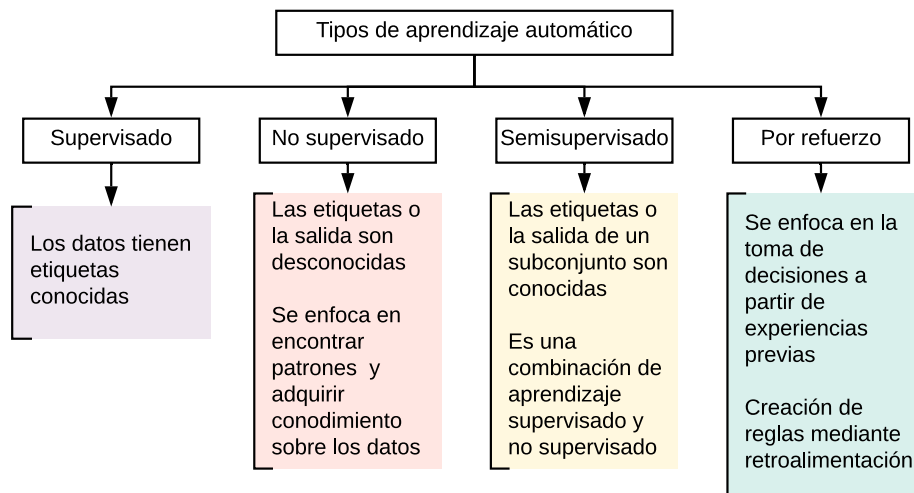 Tipos de aprendizaje automático
Supervisado
No supervisado
Semisupervisado
Por refuerzo
Los datos tienen
etiquetas
conocidas
Las etiquetas o
la salida son
desconocidas
Se enfoca en
encontrar
patrones y
adquirir
conodimiento
sobre los datos
Las etiquetas o
la salida de un
subconjunto son
conocidas
Es una
combinación de
aprendizaje
supervisado y
no supervisado
Se enfoca en la
toma de
decisiones a
partir de
experiencias
previas
Creación de
reglas mediante
retroalimentación